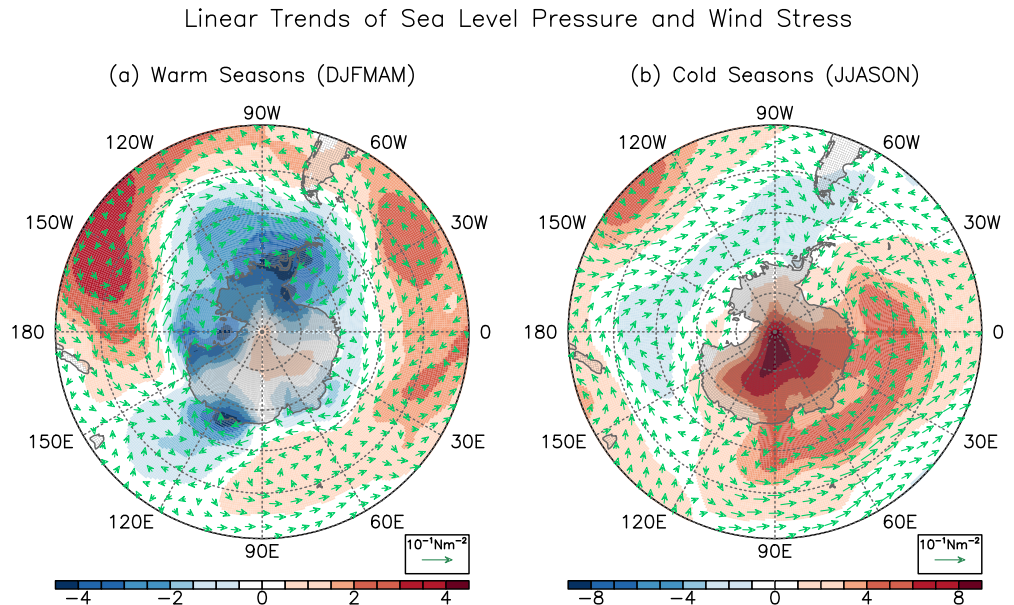 Linear Trends of Sea Level Pressure and Wind Stress
(a) Warm Seasons (DJFMAM)
90W
120W
60W
150W
30W
180
0
150E
30E
120E
60E
90E
10⁻¹Nm⁻²
−4 −2 0 2 4
(b) Cold Seasons (JJASON)
90W
120W
60W
150W
30W
180
0
150E
30E
120E
60E
90E
10⁻¹Nm⁻²
−8 −4 0 4 8